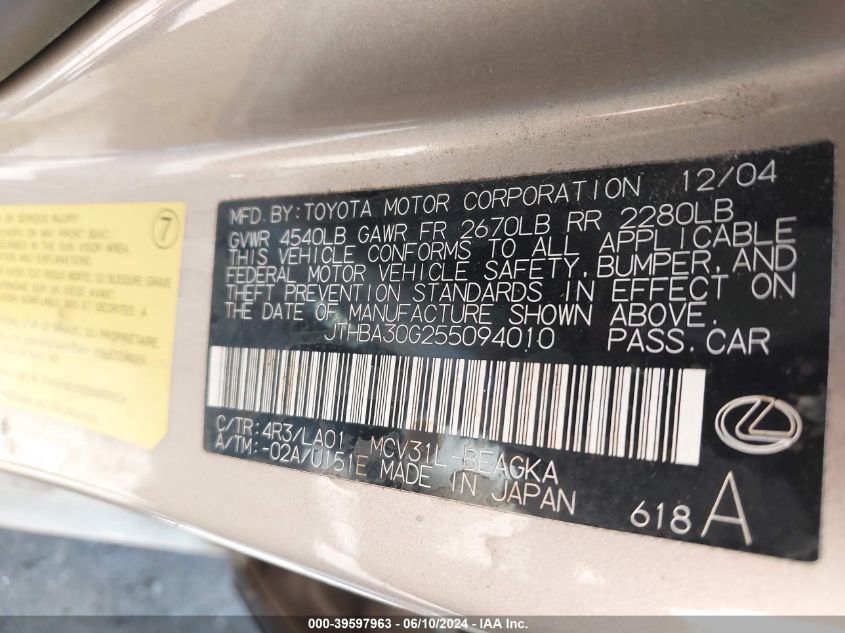 MFD. BY: TOYOTA MOTOR CORPORATION 12/04
GVWR 4540LB GAWR FR 2670LB RR 2280LB
THIS VEHICLE CONFORMS TO ALL APPLICABLE
FEDERAL MOTOR VEHICLE SAFETY, BUMPER, AND
THEFT PREVENTION STANDARDS IN EFFECT ON
THE DATE OF MANUFACTURE SHOWN ABOVE.
JTHBA30G255094010 PASS. CAR
C/TR: 4R3/LA01 MCV31L-BEAGKA
A/TM: -02A/U151E MADE IN JAPAN
618 A
7
OR SERIOUS INJURY
000-39597963 - 06/10/2024 - IAA Inc.